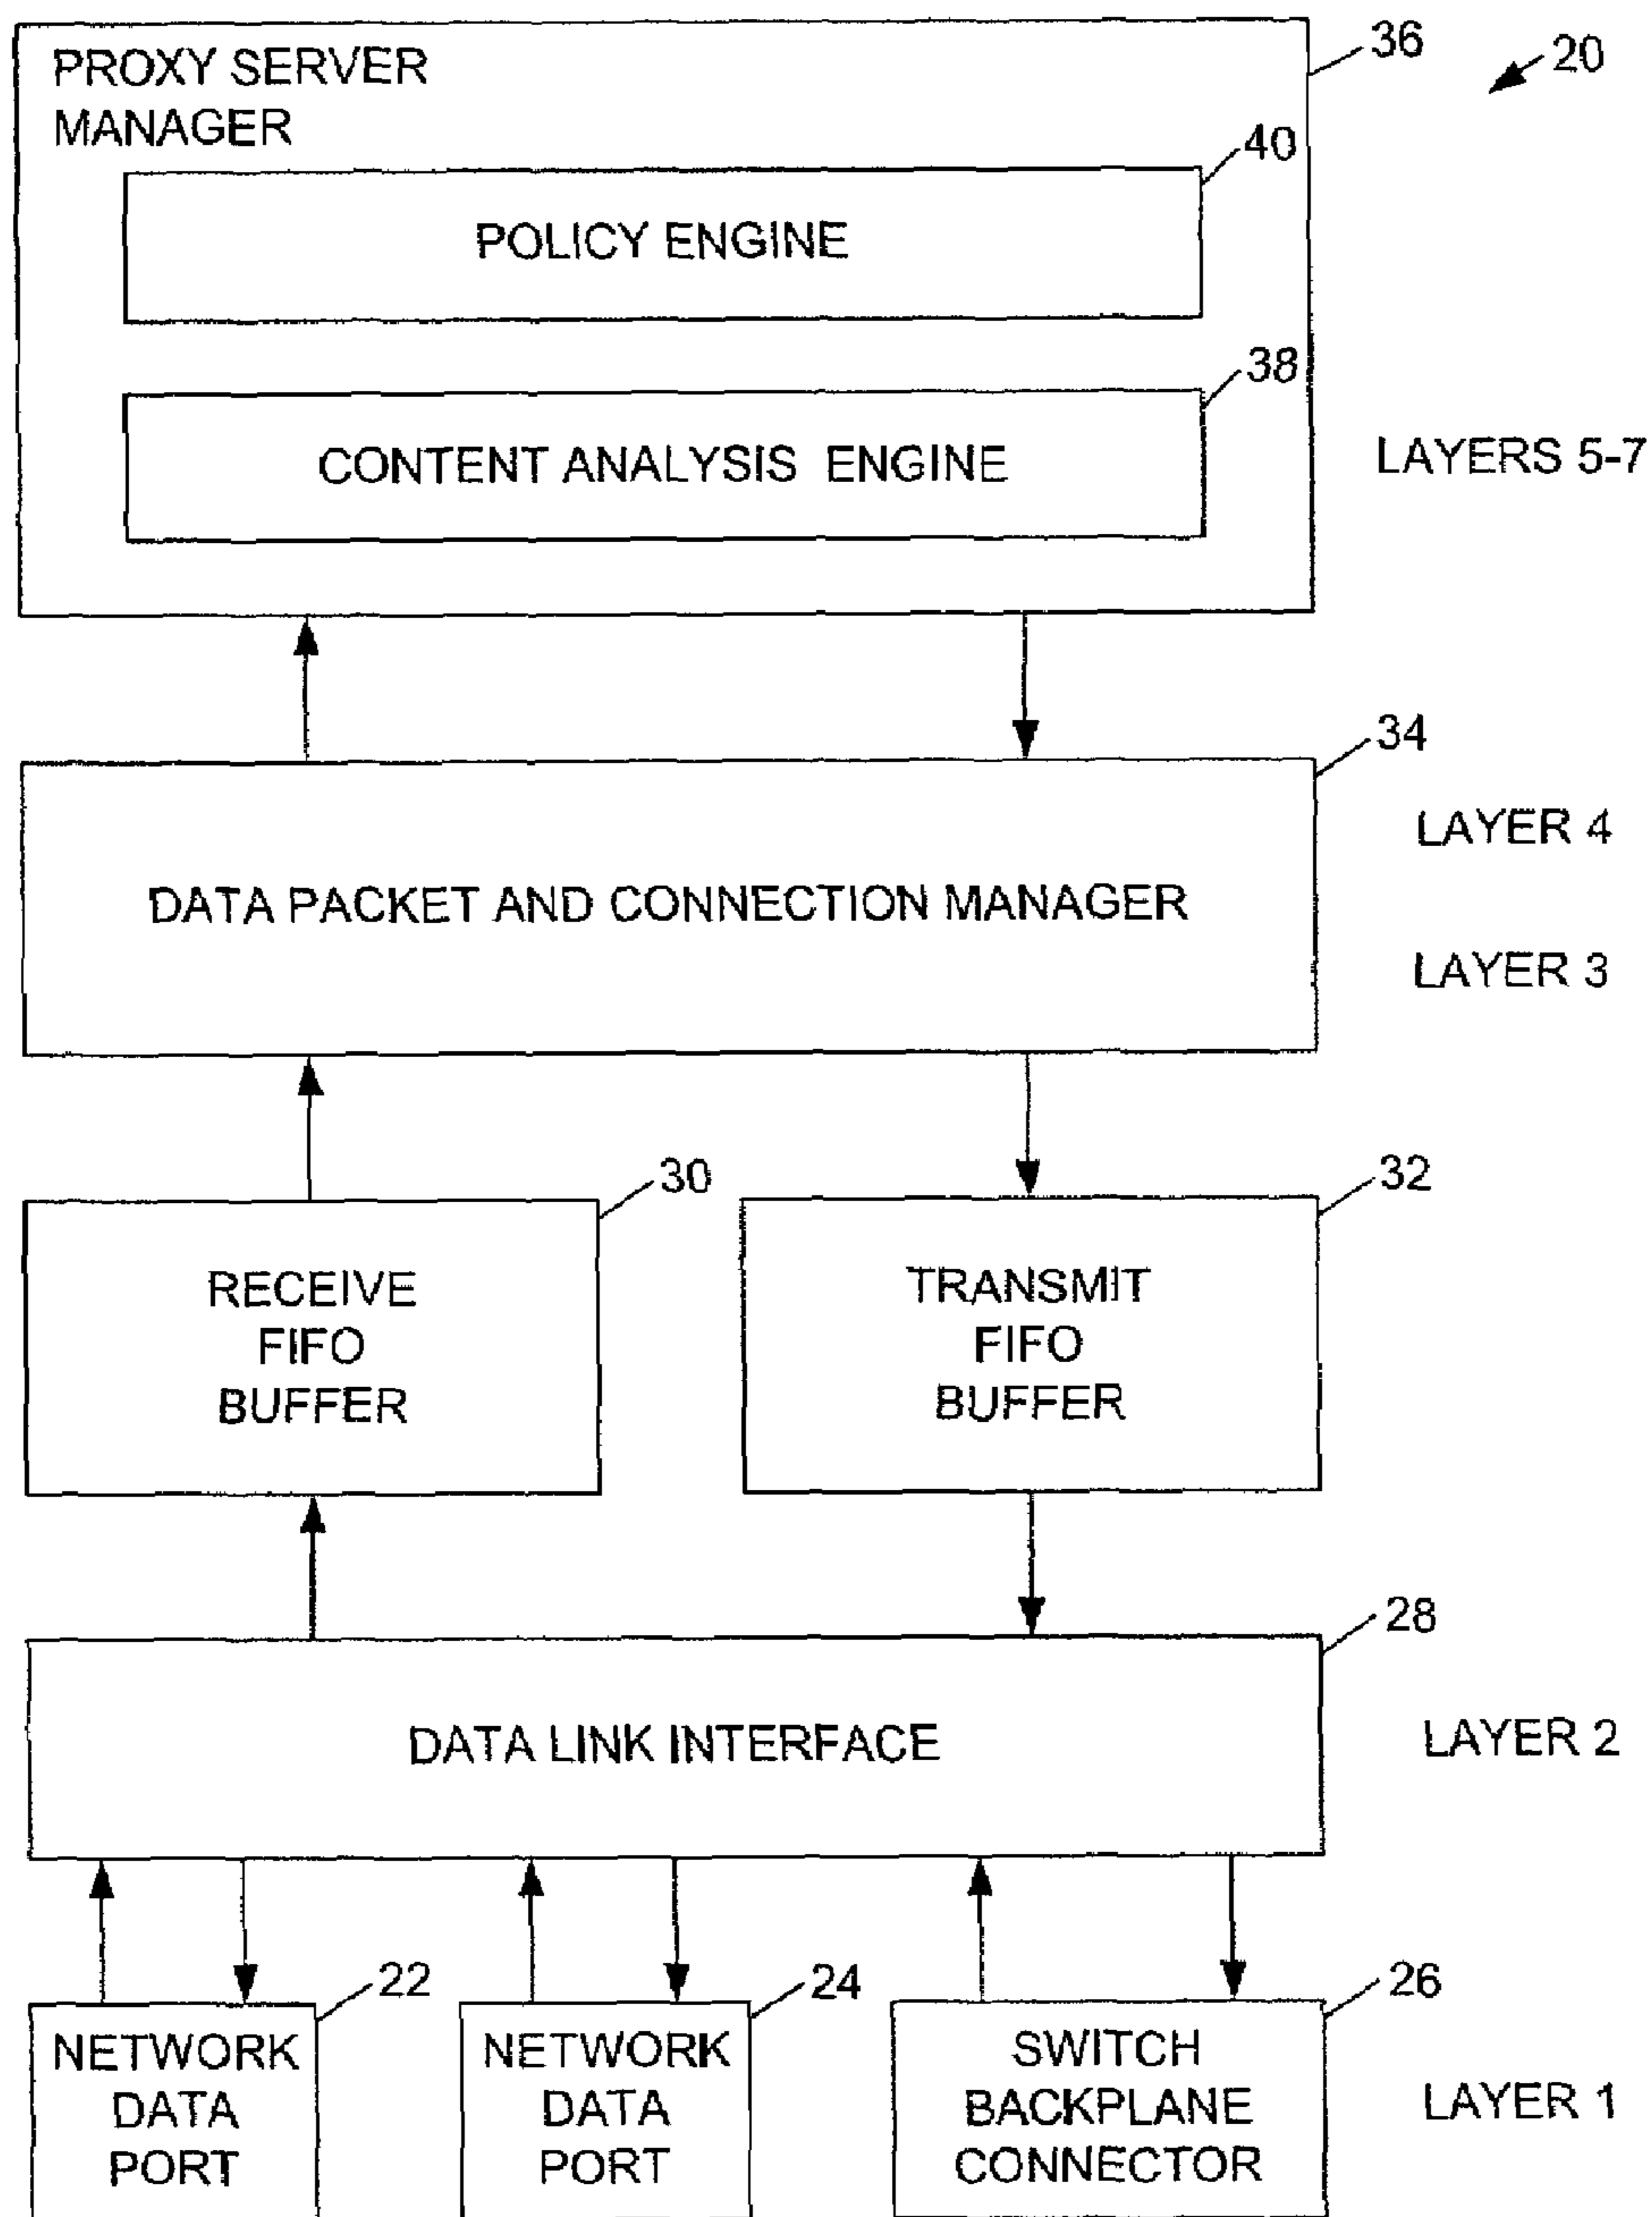 PROXY SERVER
MANAGER
36
20
40
POLICY ENGINE
38
CONTENT ANALYSIS ENGINE
LAYERS 5-7
34
LAYER 4
DATA PACKET AND CONNECTION MANAGER
LAYER 3
30
32
RECEIVE
FIFO
BUFFER
TRANSMIT
FIFO
BUFFER
28
DATA LINK INTERFACE
LAYER 2
22
24
26
NETWORK
DATA
PORT
NETWORK
DATA
PORT
SWITCH
BACKPLANE
CONNECTOR
LAYER 1